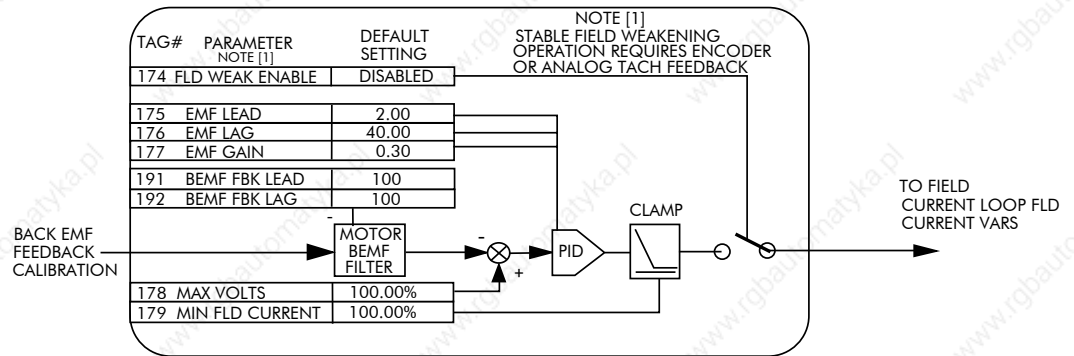 NOTE [1]
STABLE FIELD WEAKENING
OPERATION REQUIRES ENCODER
OR ANALOG TACH FEEDBACK
TAG# PARAMETER DEFAULT
NOTE [1] SETTING
174 FLD WEAK ENABLE DISABLED
175 EMF LEAD 2.00
176 EMF LAG 40.00
177 EMF GAIN 0.30
191 BEMF FBK LEAD 100
192 BEMF FBK LAG 100
BACK EMF
FEEDBACK
CALIBRATION
-
MOTOR
BEMF
FILTER
-
+
PID
CLAMP
TO FIELD
CURRENT LOOP FLD
CURRENT VARS
178 MAX VOLTS 100.00%
179 MIN FLD CURRENT 100.00%
www.rgbautomatyka.pl